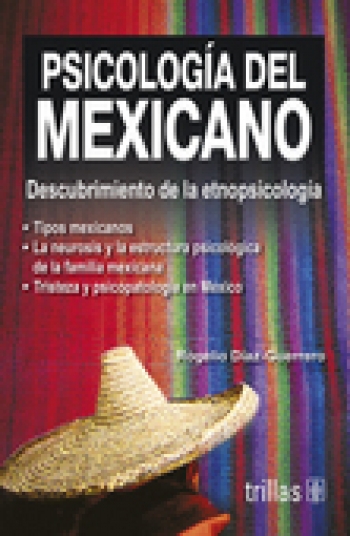 PSICOLOGÍA DEL
MEXICANO
Descubrimiento de la etnopsicología
• Tipos mexicanos
• La neurosis y la estructura psicológica
de la familia mexicana
• Tristeza y psicopatología en México
Rogelio Díaz-Guerrero
trillas